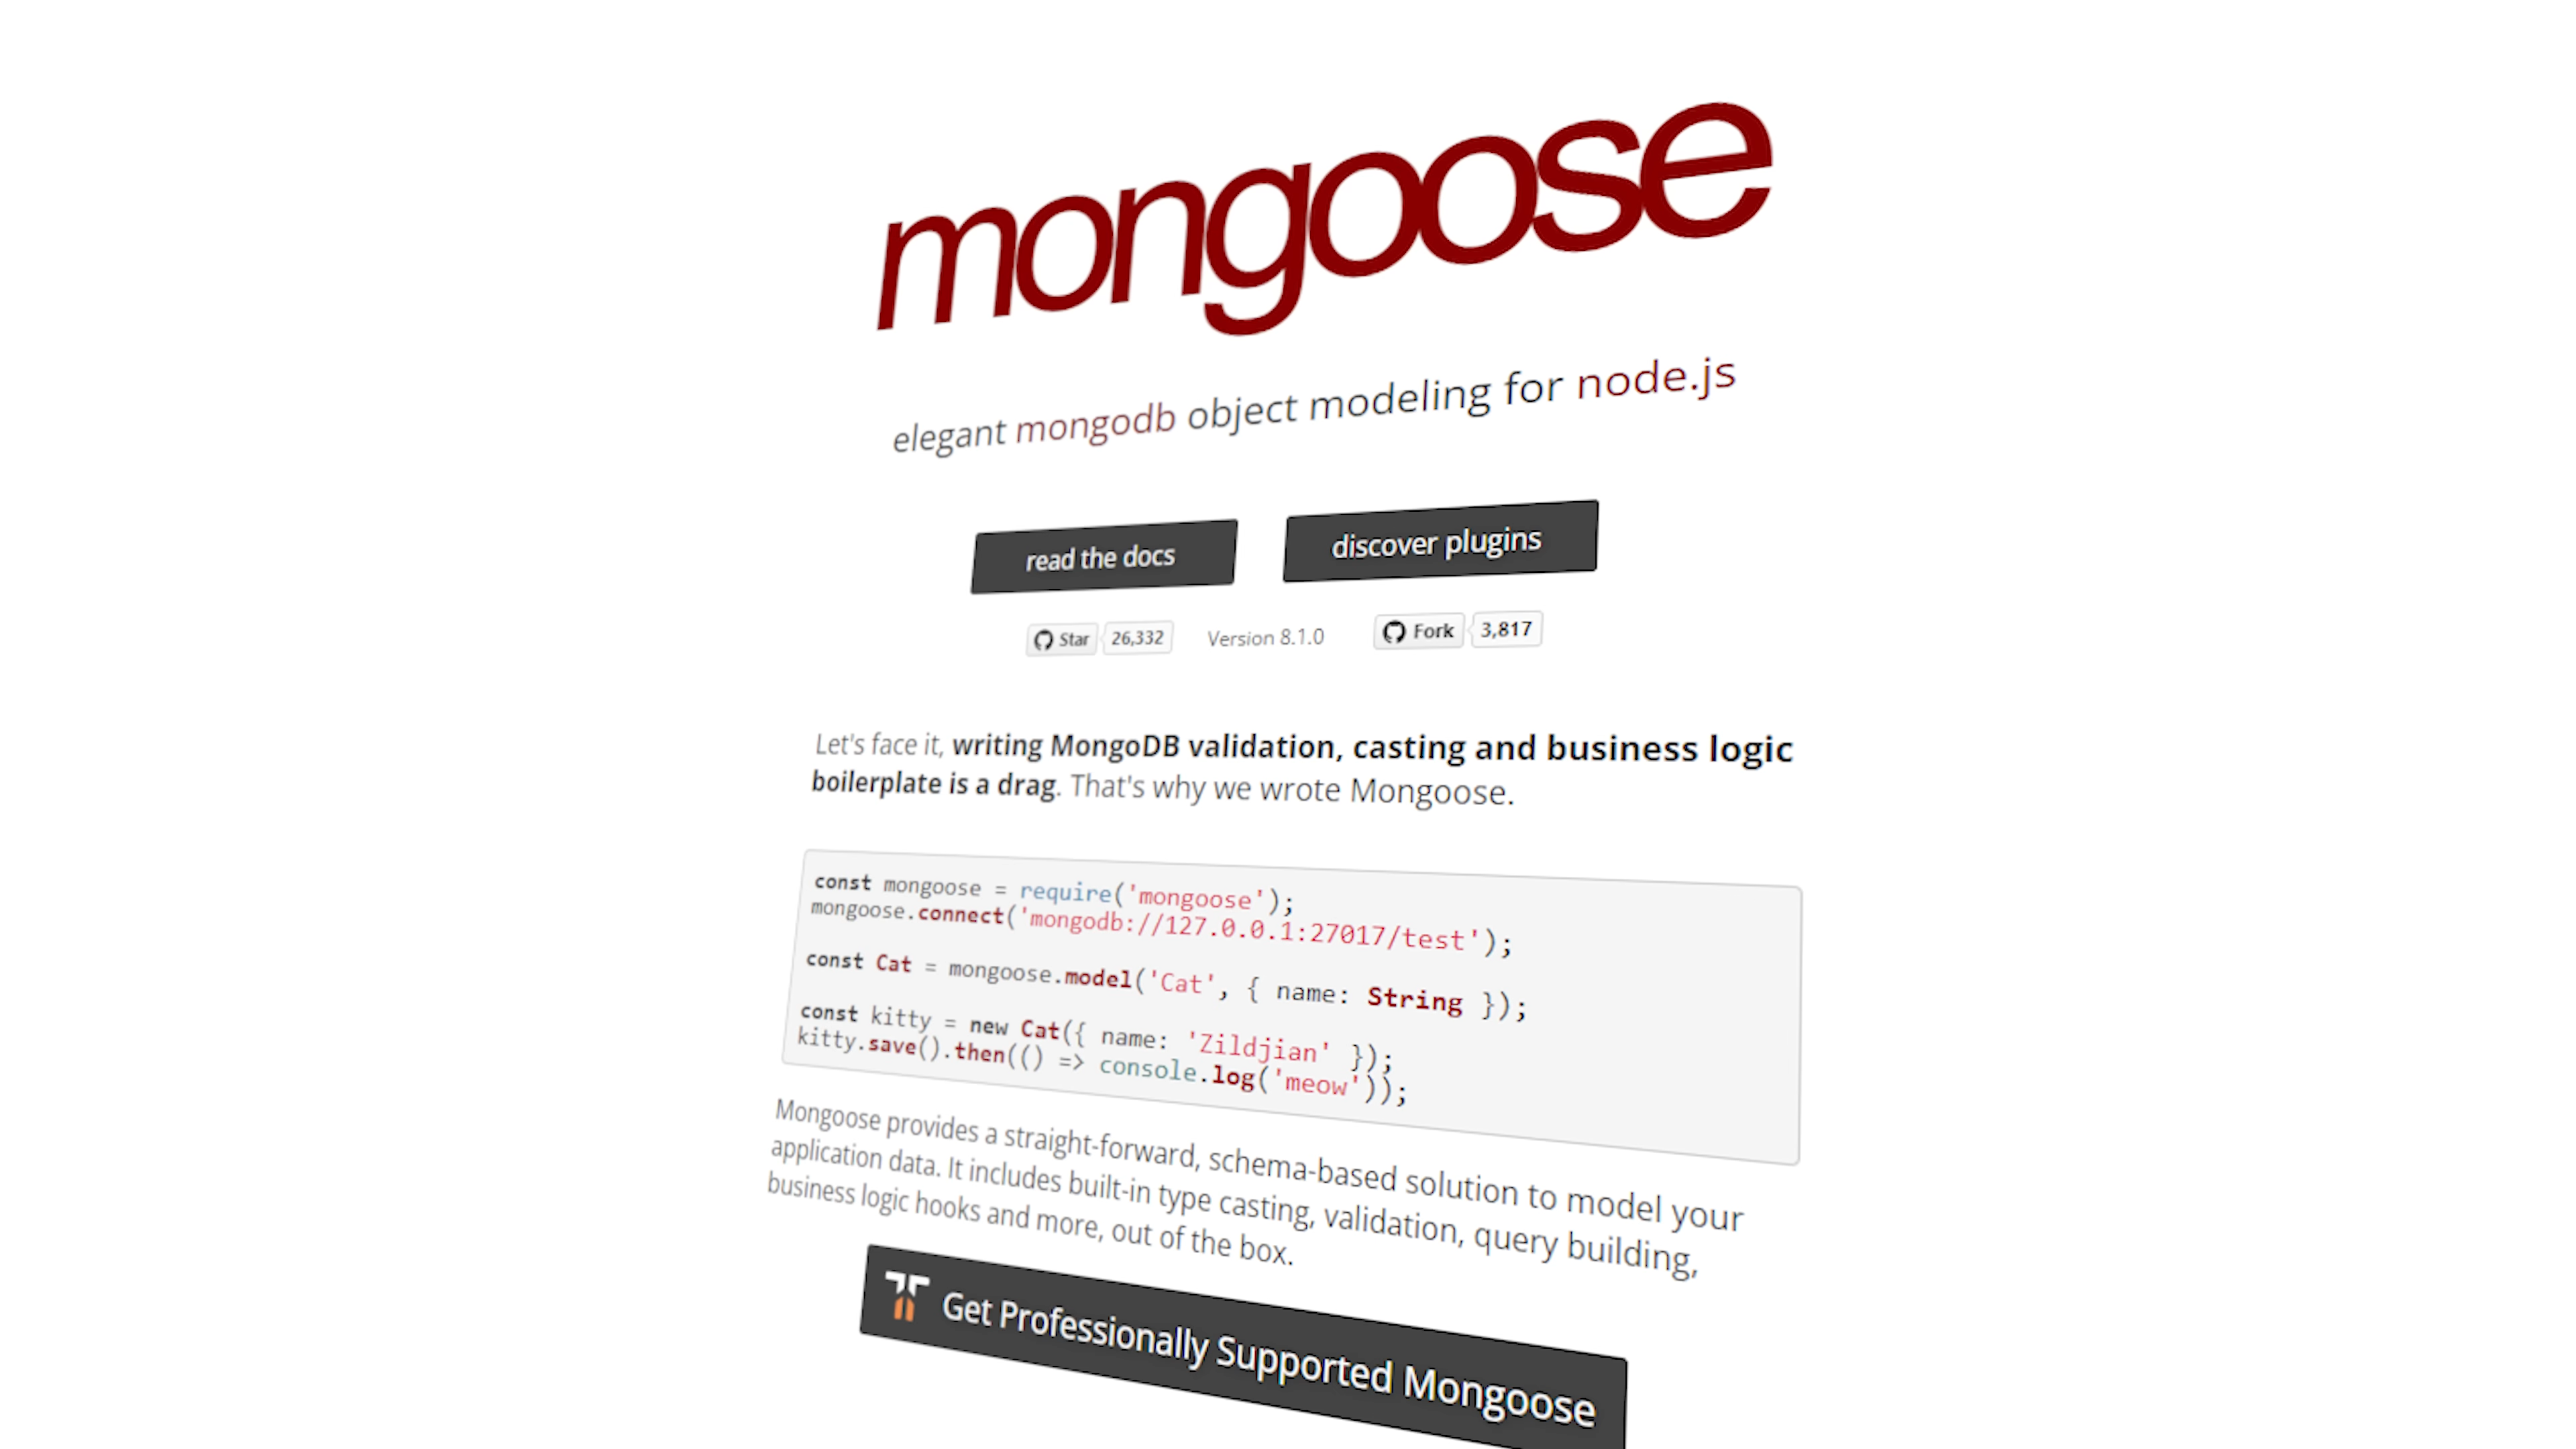 mongoose
elegant mongodb object modeling for node.js
read the docs
discover plugins
Star 26,332 Version 8.1.0 Fork 3,817
Let's face it, writing MongoDB validation, casting and business logic
boilerplate is a drag. That's why we wrote Mongoose.
const mongoose = require('mongoose');
mongoose.connect('mongodb://127.0.0.1:27017/test');
const Cat = mongoose.model('Cat', { name: String });
const kitty = new Cat({ name: 'Zildjian' });
kitty.save().then(() => console.log('meow'));
Mongoose provides a straight-forward, schema-based solution to model your
application data. It includes built-in type casting, validation, query building,
business logic hooks and more, out of the box.
Get Professionally Supported Mongoose